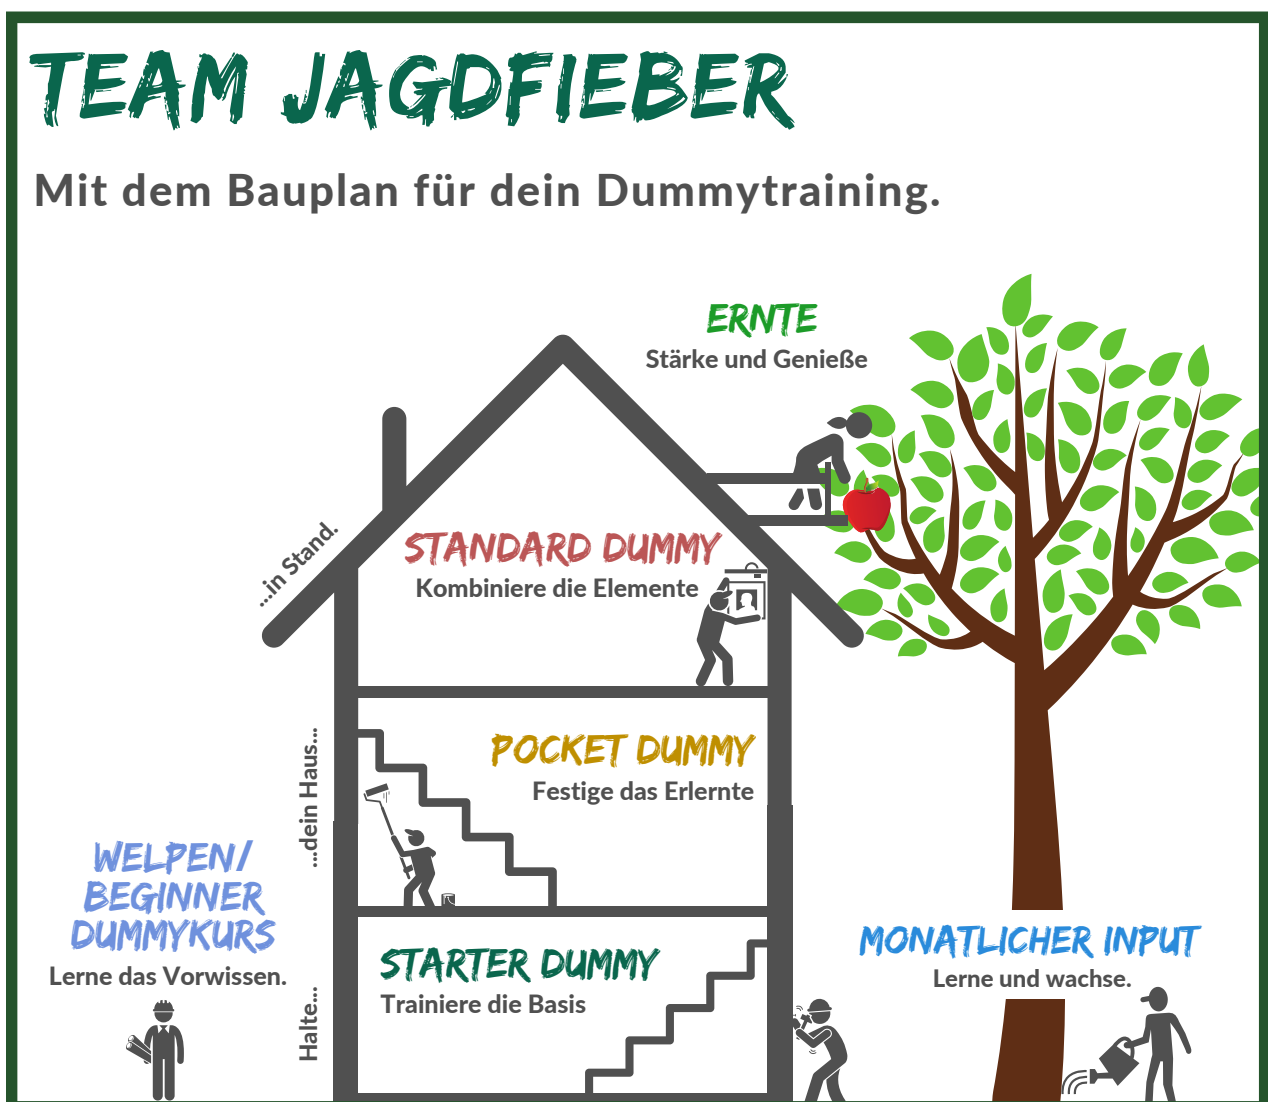 TEAM JAGDFIEBER
Mit dem Bauplan für dein Dummytraining.
ERNTE
Stärke und Genieße
...in Stand.
STANDARD DUMMY
Kombiniere die Elemente
...dein Haus...
POCKET DUMMY
Festige das Erlernte
WELPEN/
BEGINNER
DUMMYKURS
Lerne das Vorwissen.
Halte...
STARTER DUMMY
Trainiere die Basis
MONATLICHER INPUT
Lerne und wachse.